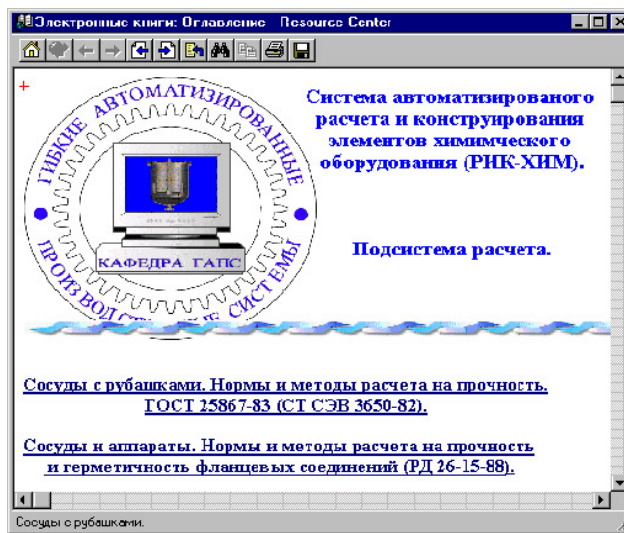 Электронные книги: Оглавление - Resource Center
ГИБКИЕ АВТОМАТИЗИРОВАННЫЕ
ПРОИЗВОДСТВЕННЫЕ СИСТЕМЫ
КАФЕДРА ГАПС
Система автоматизированого
расчета и конструирования
элементов химимческого
оборудования (РИК-ХИМ).
Подсистема расчета.
Сосуды с рубашками. Нормы и методы расчета на прочность.
ГОСТ 25867-83 (СТ СЭВ 3650-82).
Сосуды и аппараты. Нормы и методы расчета на прочность
и герметичность фланцевых соединений (РД 26-15-88).
Сосуды с рубашками.